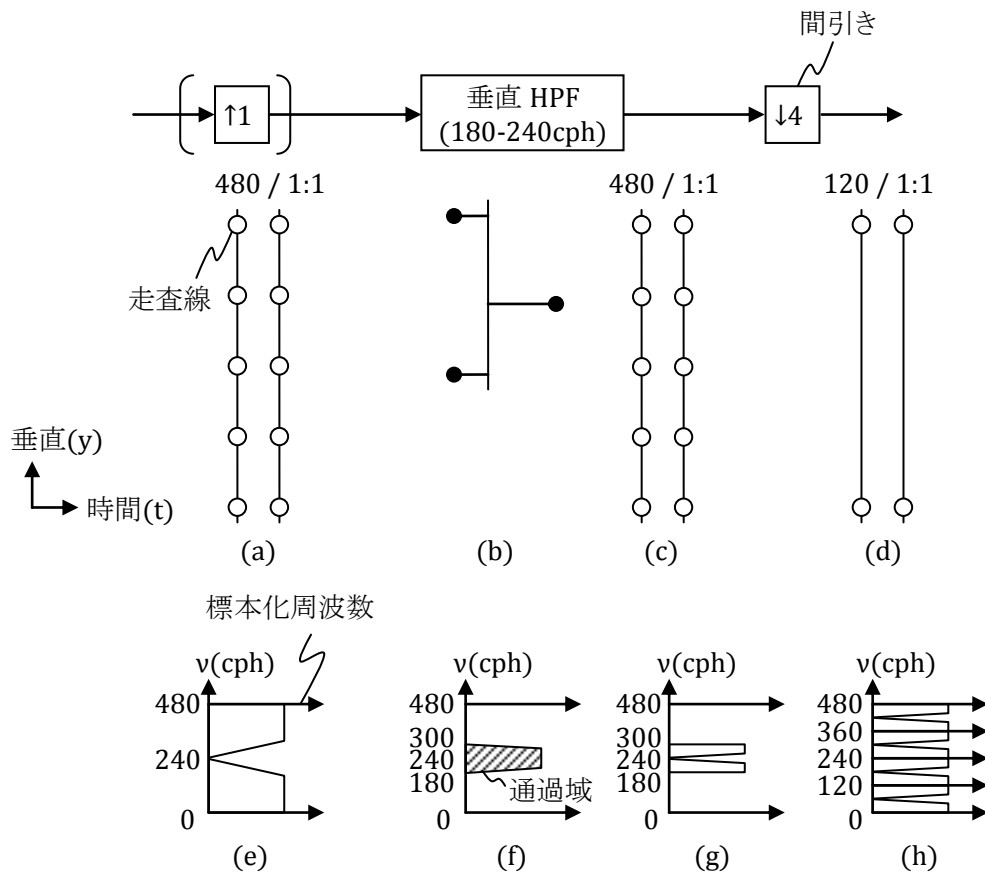 間引き
↑1
垂直 HPF
(180-240cph)
↓4
480 / 1:1
480 / 1:1
120 / 1:1
走査線
垂直(y)
時間(t)
(a)
(b)
(c)
(d)
標本化周波数
ν(cph)
480
240
0
(e)
ν(cph)
480
300
240
180
0
通過域
(f)
ν(cph)
480
300
240
180
0
(g)
ν(cph)
480
360
240
120
0
(h)